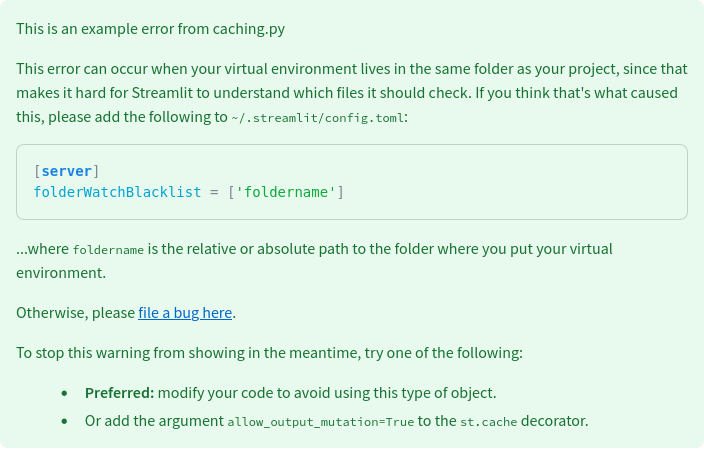 This is an example error from caching.py
This error can occur when your virtual environment lives in the same folder as your project, since that
makes it hard for Streamlit to understand which files it should check. If you think that's what caused
this, please add the following to ~/.streamlit/config.toml:
[server]
folderWatchBlacklist = ['foldername']
...where foldername is the relative or absolute path to the folder where you put your virtual
environment.
Otherwise, please file a bug here.
To stop this warning from showing in the meantime, try one of the following:
• Preferred: modify your code to avoid using this type of object.
• Or add the argument allow_output_mutation=True to the st.cache decorator.